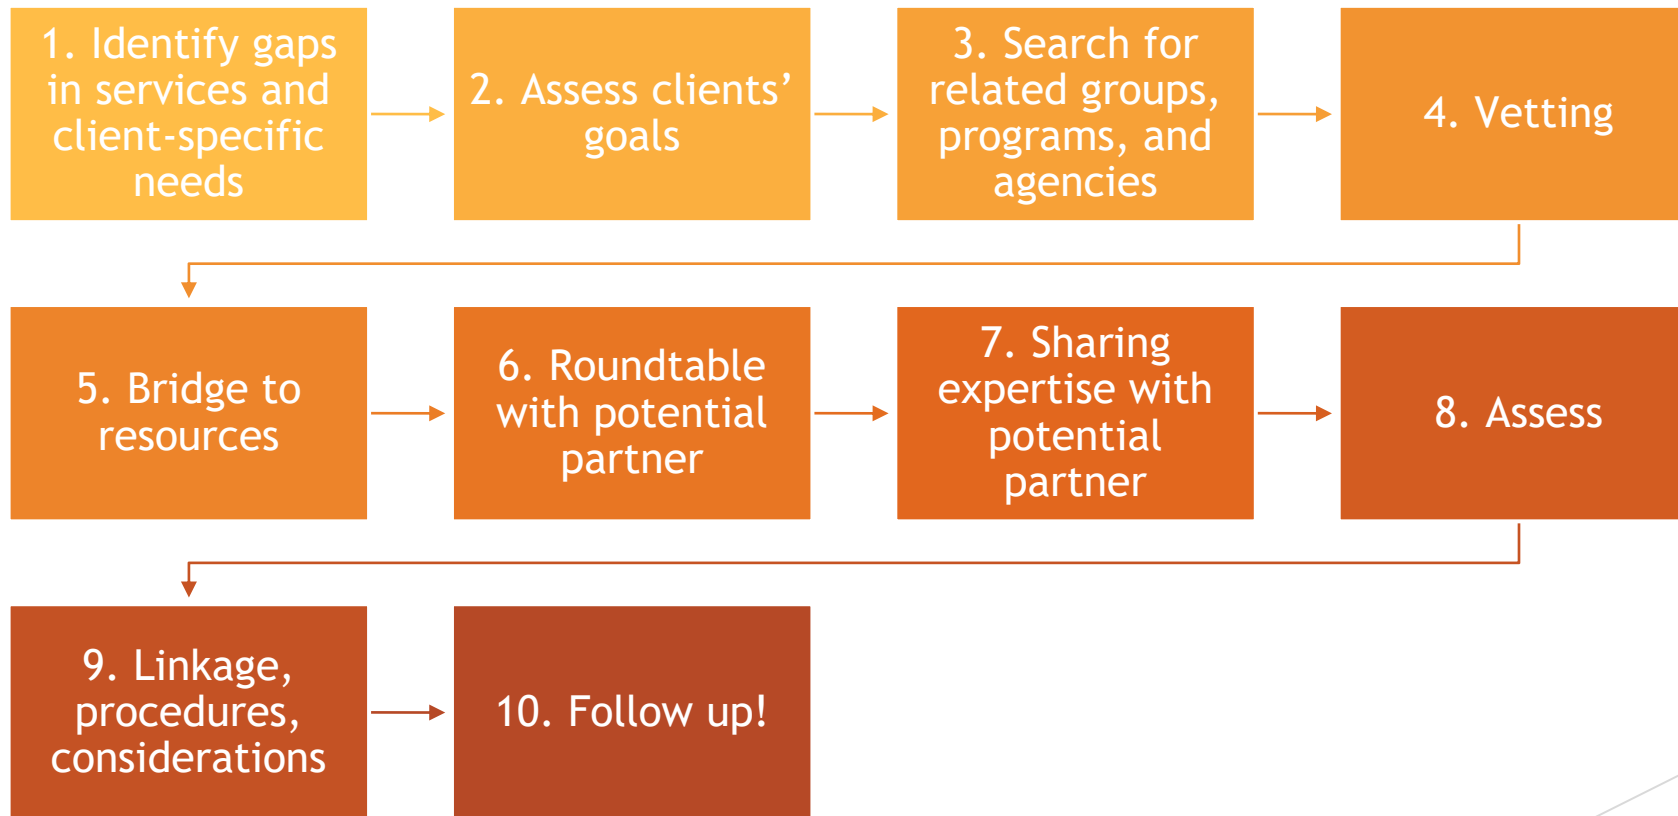 1. Identify gaps
in services and
client-specific
needs
2. Assess clients’
goals
3. Search for
related groups,
programs, and
agencies
4. Vetting
5. Bridge to
resources
6. Roundtable
with potential
partner
7. Sharing
expertise with
potential
partner
8. Assess
9. Linkage,
procedures,
considerations
10. Follow up!